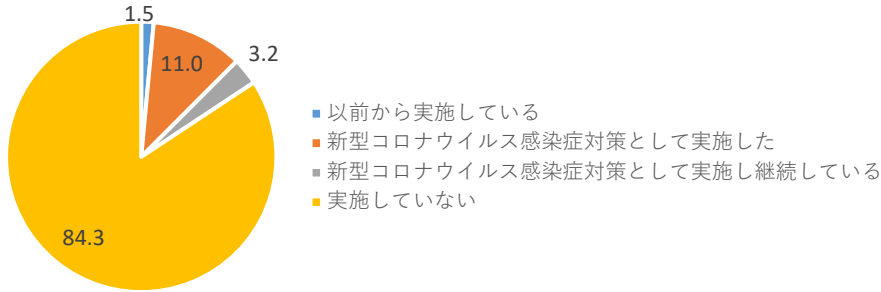 1.5
11.0
3.2
84.3
以前から実施している
新型コロナウイルス感染症対策として実施した
新型コロナウイルス感染症対策として実施し継続している
実施していない